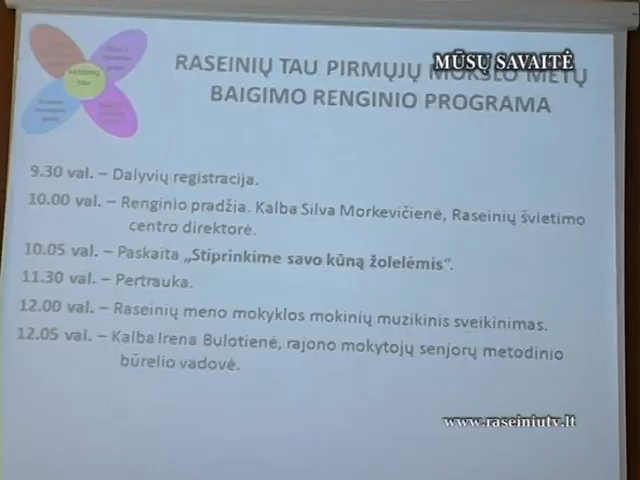 MŪSŲ SAVAITĖ
RASEINIŲ TAU PIRMŲJŲ MOKSLO METŲ
BAIGIMO RENGINIO PROGRAMA
RASEINIŲ
TAU
9.30 val. – Dalyvių registracija.
10.00 val. – Renginio pradžia. Kalba Silva Morkevičienė, Raseinių švietimo
centro direktorė.
10.05 val. – Paskaita „Stiprinkime savo kūną žolelėmis“.
11.30 val. – Pertrauka.
12.00 val. – Raseinių meno mokyklos mokinių muzikinis sveikinimas.
12.05 val. – Kalba Irena Bulotienė, rajono mokytojų senjorų metodinio
būrelio vadovė.
www.raseiniutv.lt